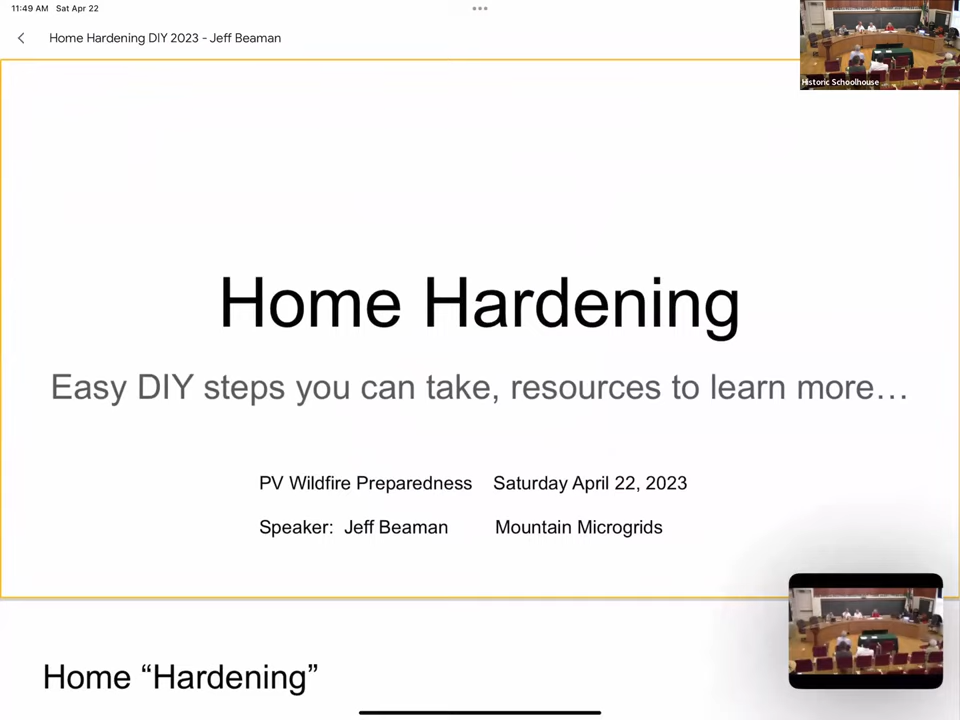 11:49 AM Sat Apr 22
Home Hardening DIY 2023 - Jeff Beaman
Historic Schoolhouse
Home Hardening
Easy DIY steps you can take, resources to learn more…
PV Wildfire Preparedness Saturday April 22, 2023
Speaker: Jeff Beaman Mountain Microgrids
Home “Hardening”